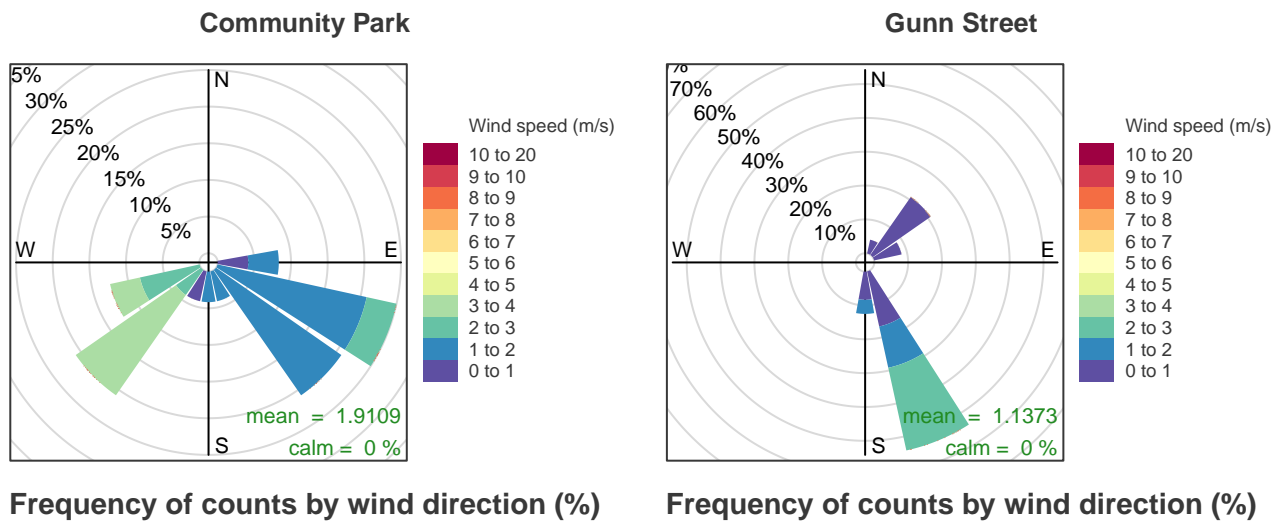 Community Park
5%
30%
25%
20%
15%
10%
5%
N
W
E
S
mean = 1.9109
calm = 0 %
Wind speed (m/s)
10 to 20
9 to 10
8 to 9
7 to 8
6 to 7
5 to 6
4 to 5
3 to 4
2 to 3
1 to 2
0 to 1
Frequency of counts by wind direction (%)
Gunn Street
%
70%
60%
50%
40%
30%
20%
10%
N
W
E
S
mean = 1.1373
calm = 0 %
Wind speed (m/s)
10 to 20
9 to 10
8 to 9
7 to 8
6 to 7
5 to 6
4 to 5
3 to 4
2 to 3
1 to 2
0 to 1
Frequency of counts by wind direction (%)